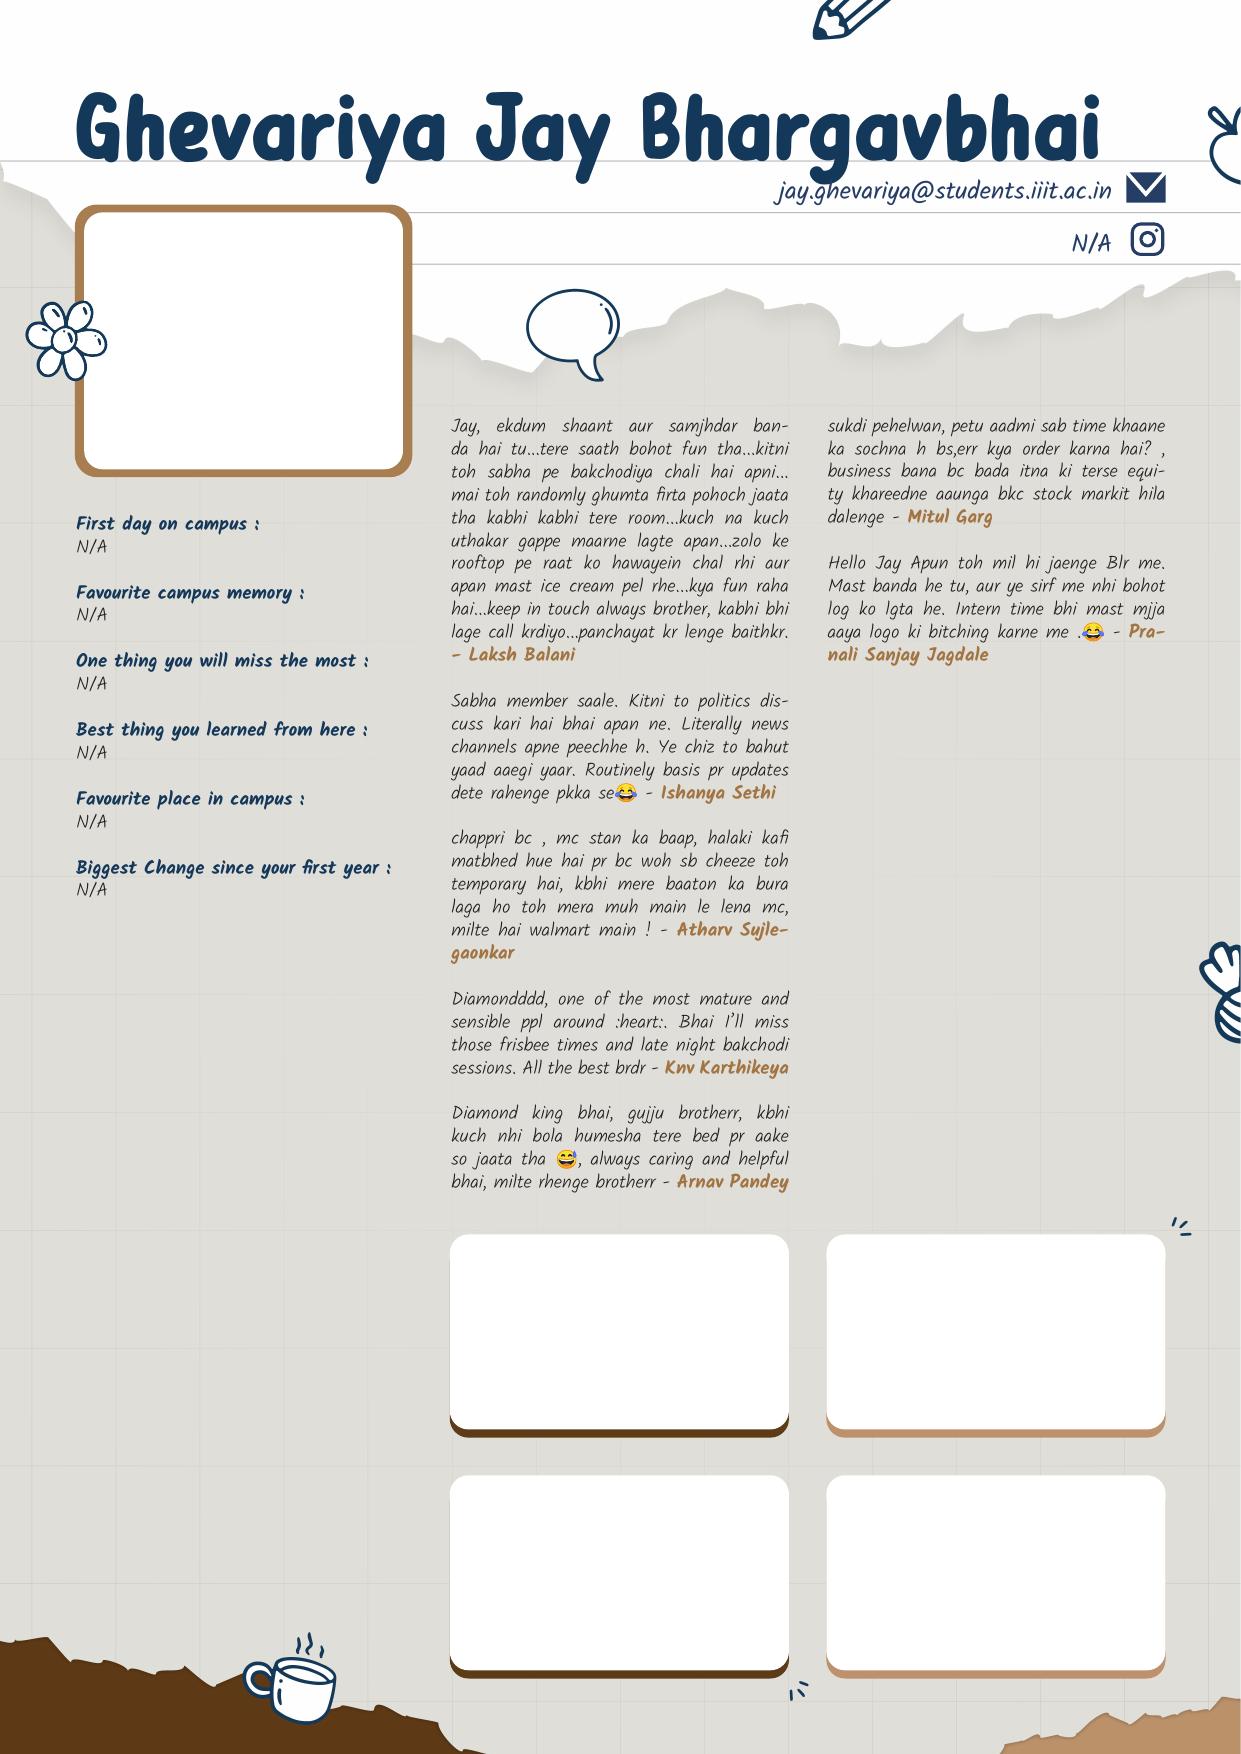 Ghevariya Jay Bhargavbhai
jay.ghevariya@students.iiit.ac.in
N/A
First day on campus :
N/A
Favourite campus memory :
N/A
One thing you will miss the most :
N/A
Best thing you learned from here :
N/A
Favourite place in campus :
N/A
Biggest Change since your first year :
N/A
Jay, ekdum shaant aur samjhdar ban-
da hai tu...tere saath bohot fun tha...kitni
toh sabha pe bakchodiya chali hai apni...
mai toh randomly ghumta firta pohoch jaata
tha kabhi kabhi tere room...kuch na kuch
uthakar gappe maarne lagte apan...zolo ke
rooftop pe raat ko hawayein chal rhi aur
apan mast ice cream pel rhe...kya fun raha
hai...keep in touch always brother, kabhi bhi
lage call krdiyo...panchayat kr lenge baithkr.
- Laksh Balani
Sabha member saale. Kitni to politics dis-
cuss kari hai bhai apan ne. Literally news
channels apne peechhe h. Ye chiz to bahut
yaad aaegi yaar. Routinely basis pr updates
dete rahenge pkka se😂 - Ishanya Sethi
chappri bc , mc stan ka baap, halaki kafi
matbhed hue hai pr bc woh sb cheeze toh
temporary hai, kbhi mere baaton ka bura
laga ho toh mera muh main le lena mc,
milte hai walmart main ! - Atharv Sujle-
gaonkar
Diamondddd, one of the most mature and
sensible ppl around :heart:. Bhai I'll miss
those frisbee times and late night bakchodi
sessions. All the best brdr - Knv Karthikeya
Diamond king bhai, gujju brotherr, kbhi
kuch nhi bola humesha tere bed pr aake
so jaata tha 😅, always caring and helpful
bhai, milte rhenge brotherr - Arnav Pandey
sukdi pehelwan, petu aadmi sab time khaane
ka sochna h bs,err kya order karna hai? ,
business bana bc bada itna ki terse equi-
ty khareedne aaunga bkc stock markit hila
dalenge - Mitul Garg
Hello Jay Apun toh mil hi jaenge Blr me.
Mast banda he tu, aur ye sirf me nhi bohot
log ko lgta he. Intern time bhi mast mjja
aaya logo ki bitching karne me .😂 - Pra-
nali Sanjay Jagdale